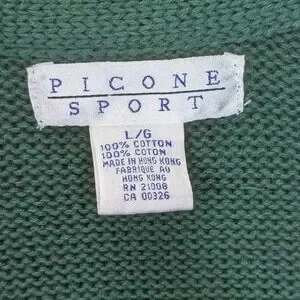 PICONE
SPORT
L/G
100% COTTON
100% COTON
MADE IN HONG KONG
FABRIQUE AU
HONG KONG
RN 21008
CA 00326